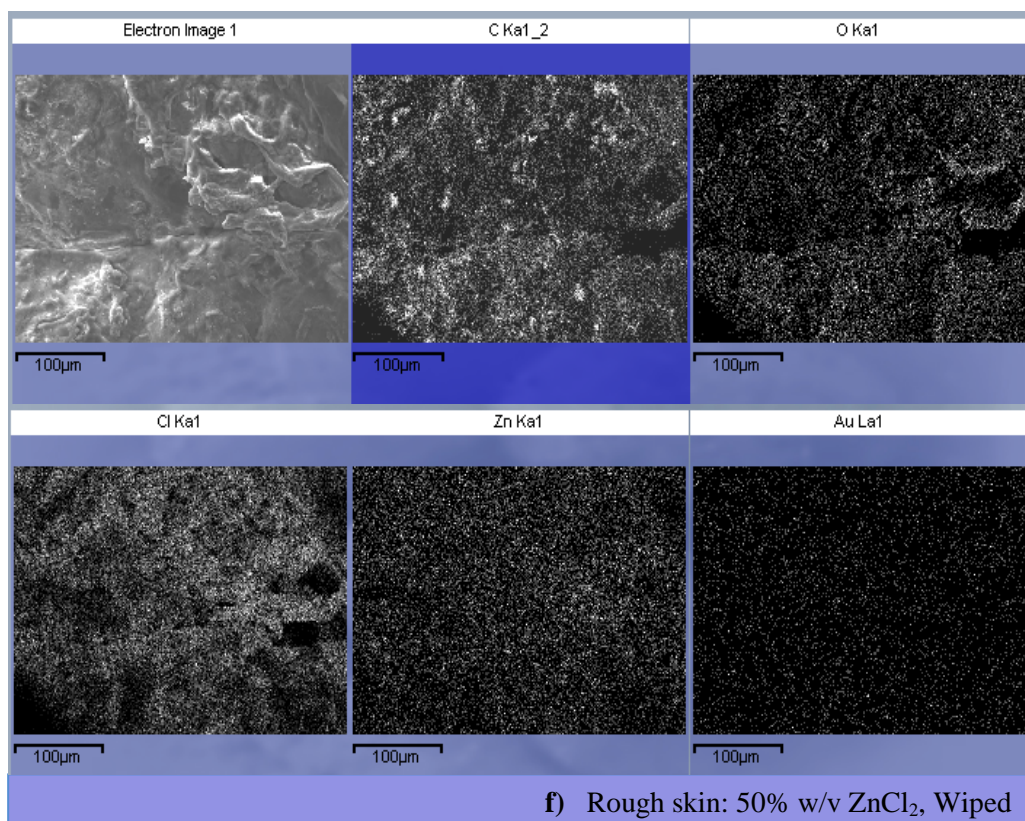 Electron Image 1
C Ka1_2
O Ka1
100µm
100µm
100µm
Cl Ka1
Zn Ka1
Au La1
100µm
100µm
100µm
f) Rough skin: 50% w/v ZnCl₂, Wiped